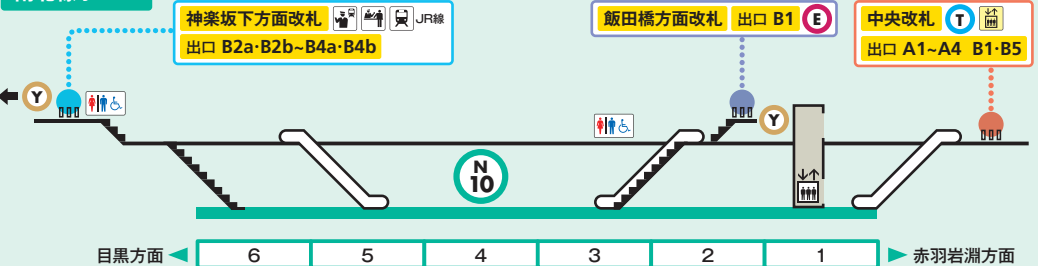 神楽坂下方面改札 JR線
出口 B2a・B2b~B4a・B4b
飯田橋方面改札 出口 B1 E
中央改札 T
出口 A1~A4 B1・B5
Y
Y
N
10
目黒方面 6 5 4 3 2 1 赤羽岩淵方面